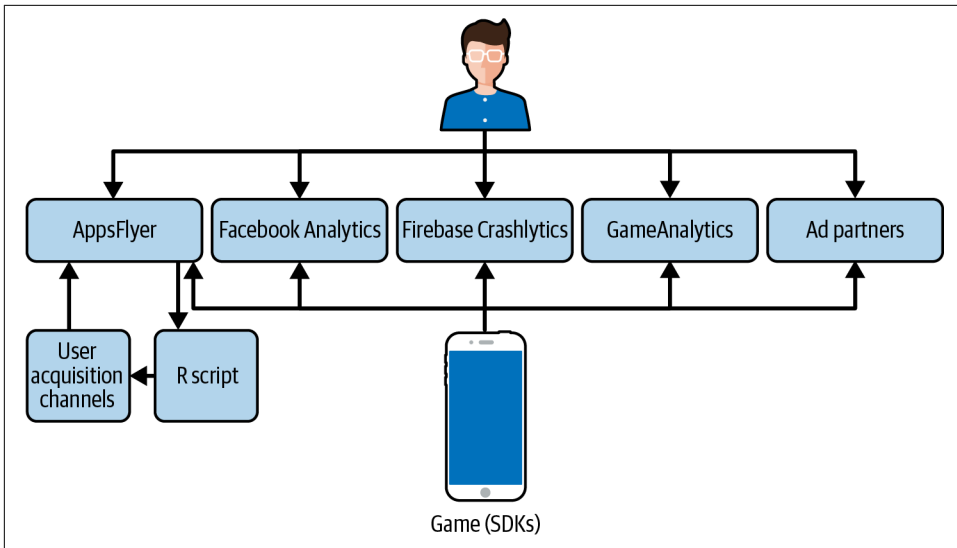 AppsFlyer
Facebook Analytics
Firebase Crashlytics
GameAnalytics
Ad partners
User
acquisition
channels
R script
Game (SDKs)